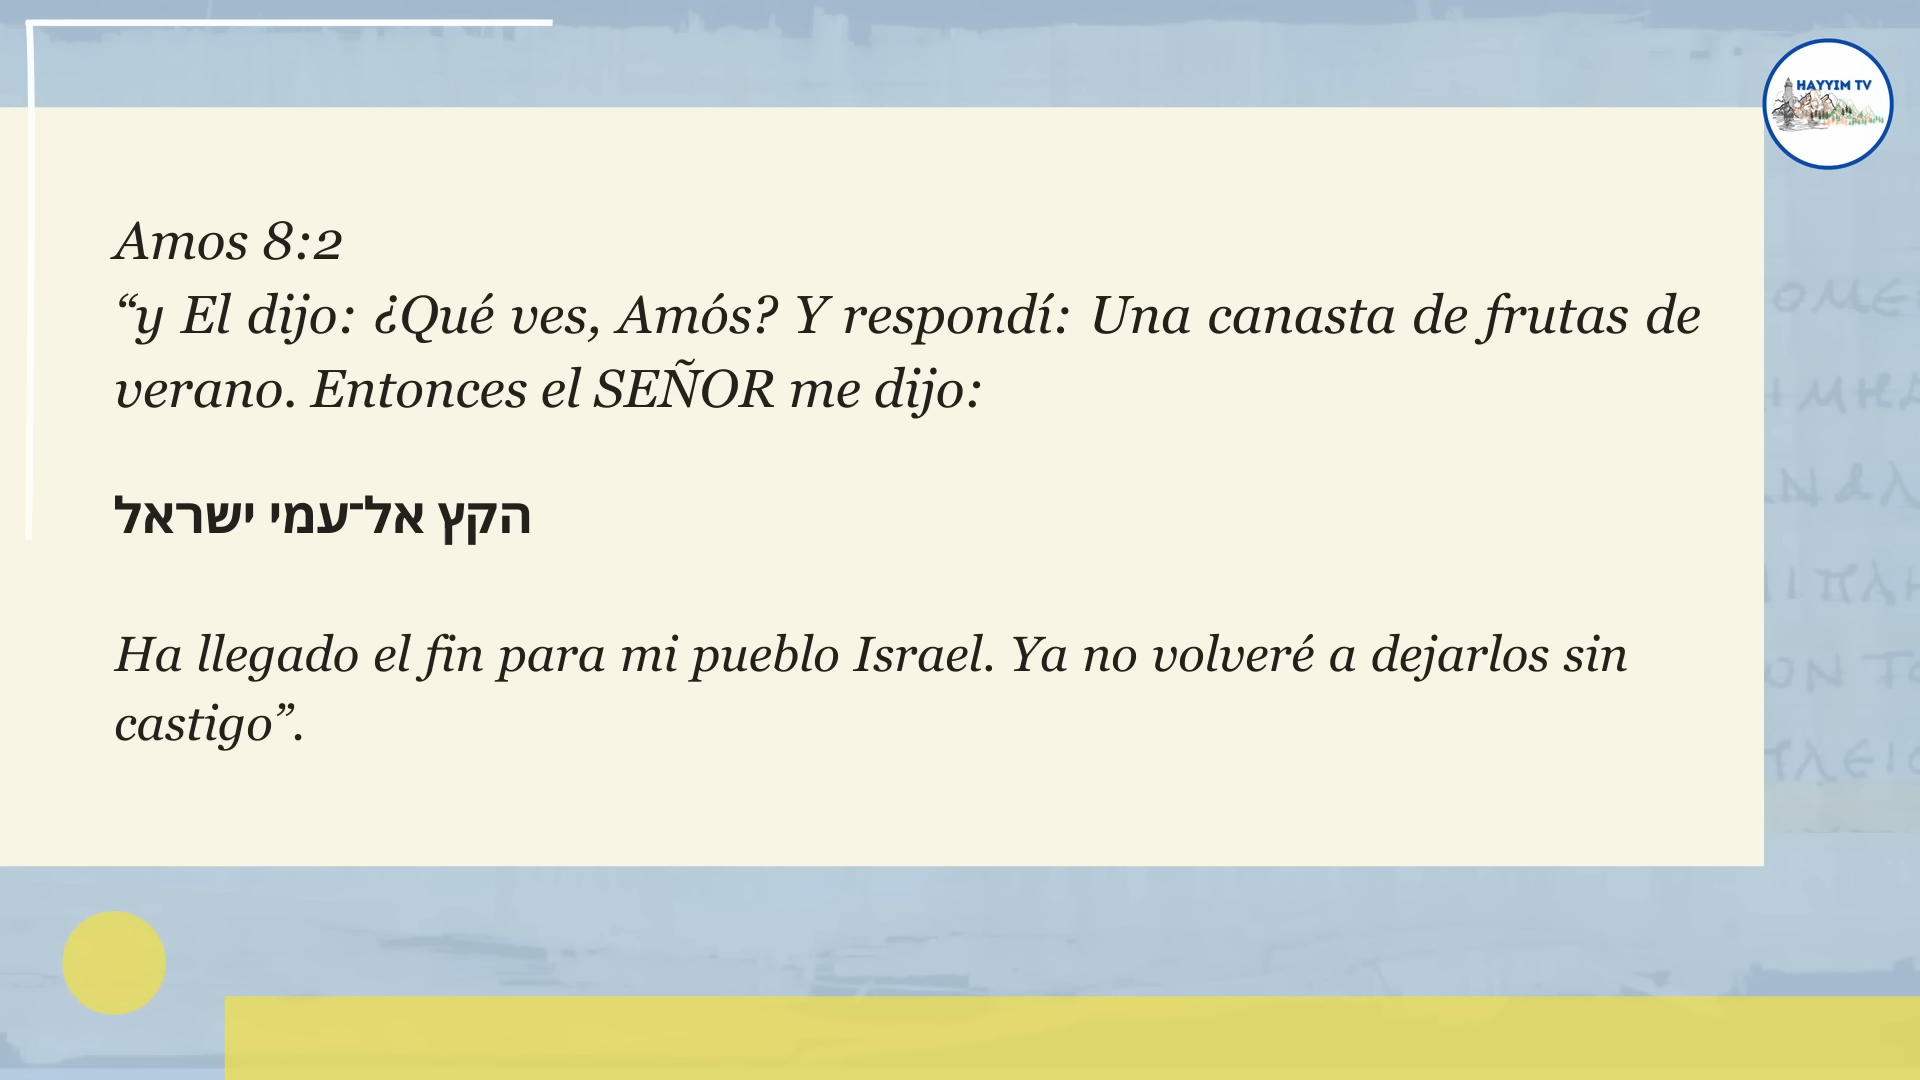 HAYYIM TV
Amos 8:2
“y El dijo: ¿Qué ves, Amós? Y respondí: Una canasta de frutas de
verano. Entonces el SEÑOR me dijo:
הקץ אל־עמי ישראל
Ha llegado el fin para mi pueblo Israel. Ya no volveré a dejarlos sin
castigo”.